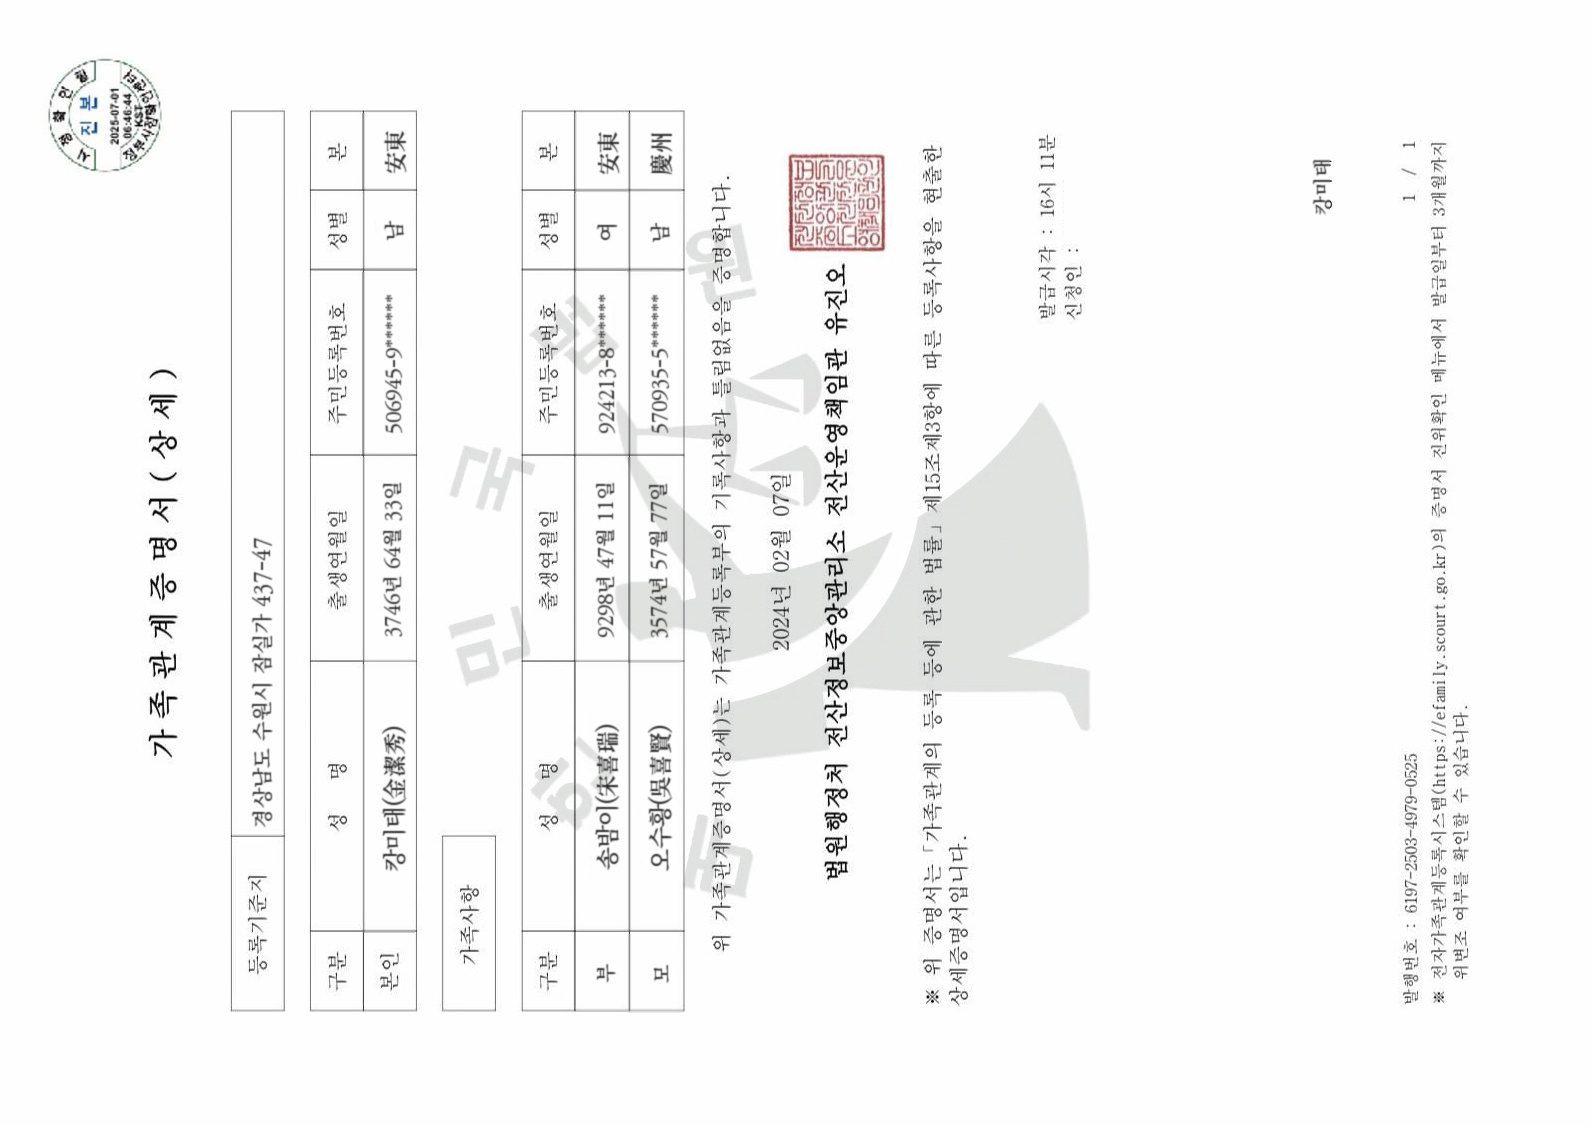 시점확인필
진본
2025-07-01
06:46:44
KST
가족관계증명서(상세)
등록기준지 경상남도 수원시 잠실가 437-47
구분 성 명 출생연월일 주민등록번호 성별 본
본인 캉미태(金潔秀) 3746년 64월 33일 506945-9****** 남 安東
가족사항
구분 성 명 출생연월일 주민등록번호 성별 본
부 송밤이(宋喜瑞) 9298년 47월 11일 924213-8****** 여 安東
모 오수황(吳喜賢) 3574년 57월 77일 570935-5****** 남 慶州
위 가족관계증명서(상세)는 가족관계등록부의 기록사항과 틀림없음을 증명합니다.
2024년 02월 07일
법원행정처 전산정보중앙관리소 전산운영책임관 유진오
※ 위 증명서는 「가족관계의 등록 등에 관한 법률」 제15조제3항에 따른 등록사항을 현출한
상세증명서입니다.
발급시각 : 16시 11분
신청인 :
캉미태
발행번호 : 6197-2503-4979-0525
1 / 1
※ 전자가족관계등록시스템(https://efamily.scourt.go.kr)의 증명서 진위확인 메뉴에서 발급일부터 3개월까지
위변조 여부를 확인할 수 있습니다.
대한민국법원